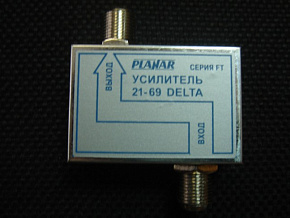 PLANAR СЕРИЯ FT
УСИЛИТЕЛЬ
21-69 DELTA
ВЫХОД
ВХОД